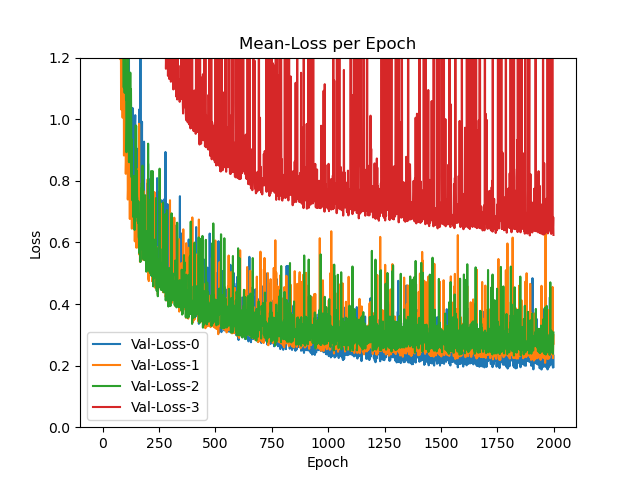 Mean-Loss per Epoch
Loss
1.2
1.0
0.8
0.6
0.4
0.2
0.0
Val-Loss-0
Val-Loss-1
Val-Loss-2
Val-Loss-3
0 250 500 750 1000 1250 1500 1750 2000
Epoch